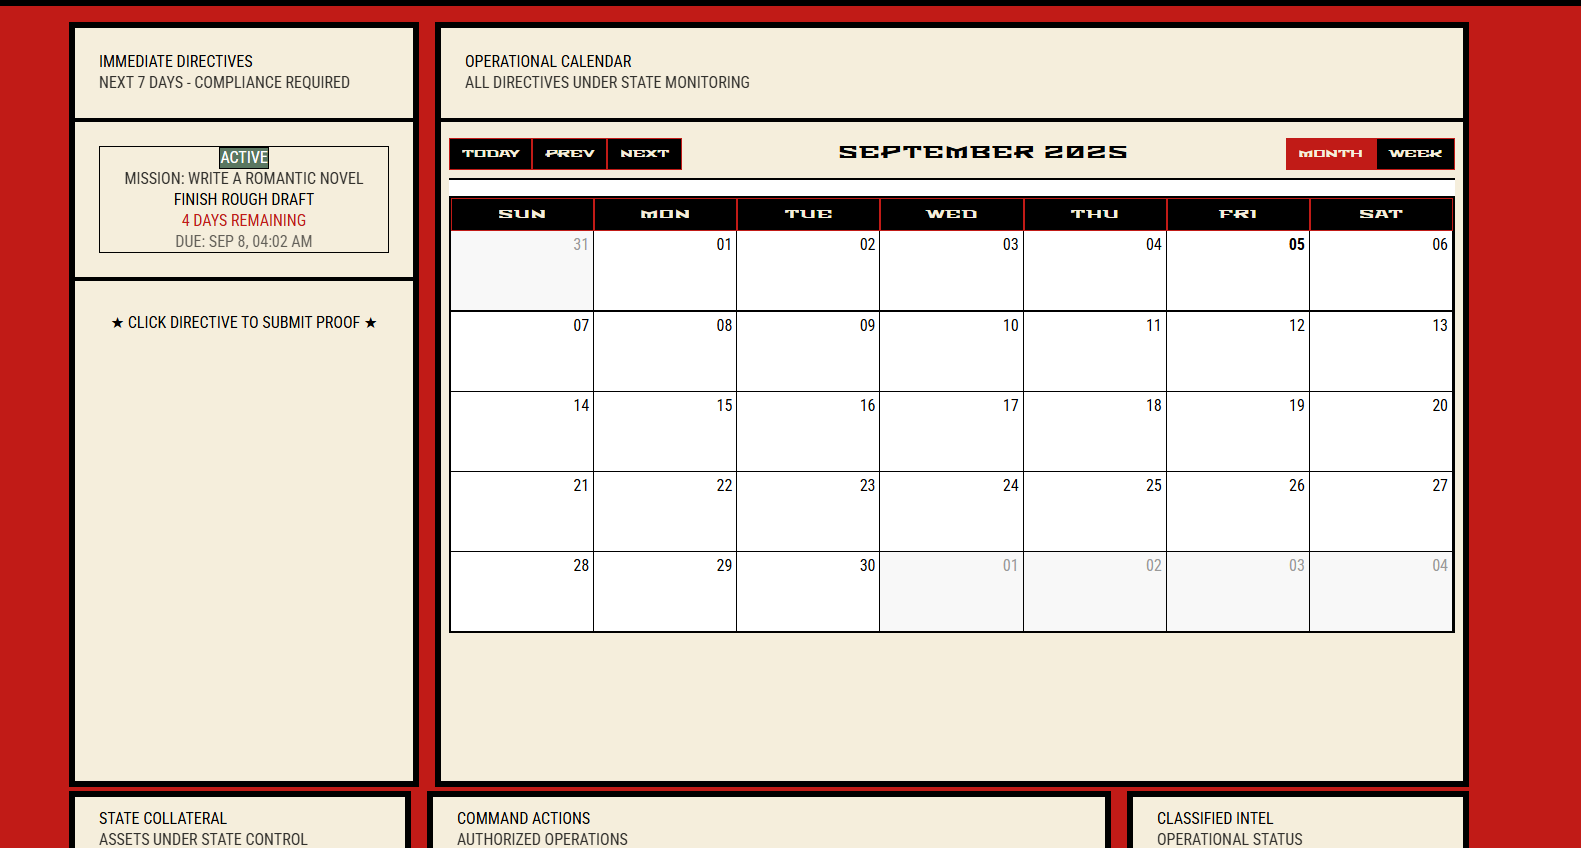 IMMEDIATE DIRECTIVES
NEXT 7 DAYS - COMPLIANCE REQUIRED
ACTIVE
MISSION: WRITE A ROMANTIC NOVEL
FINISH ROUGH DRAFT
4 DAYS REMAINING
DUE: SEP 8, 04:02 AM
★ CLICK DIRECTIVE TO SUBMIT PROOF ★
OPERATIONAL CALENDAR
ALL DIRECTIVES UNDER STATE MONITORING
TODAY PREV NEXT SEPTEMBER 2025 MONTH WEEK
SUN MON TUE WED THU FRI SAT
31 01 02 03 04 05 06
07 08 09 10 11 12 13
14 15 16 17 18 19 20
21 22 23 24 25 26 27
28 29 30 01 02 03 04
STATE COLLATERAL
ASSETS UNDER STATE CONTROL
COMMAND ACTIONS
AUTHORIZED OPERATIONS
CLASSIFIED INTEL
OPERATIONAL STATUS